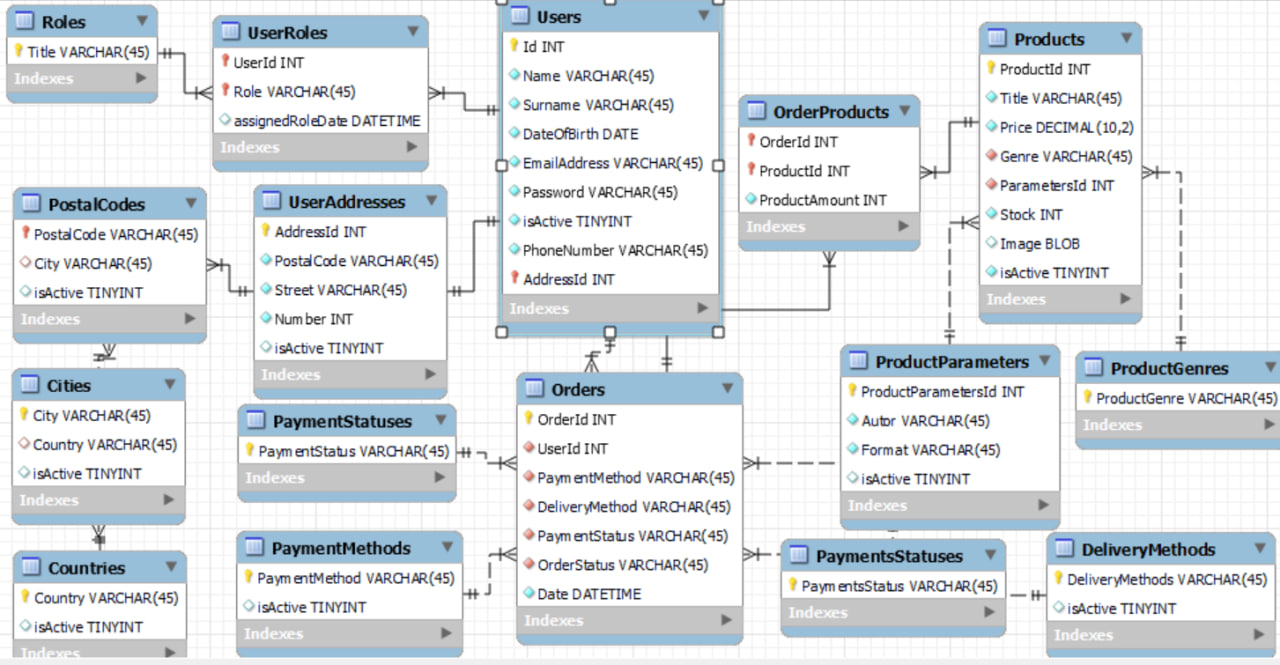 Roles
Title VARCHAR(45)
Indexes
UserRoles
UserId INT
Role VARCHAR(45)
assignedRoleDate DATETIME
Indexes
Users
Id INT
Name VARCHAR(45)
Surname VARCHAR(45)
DateOfBirth DATE
EmailAddress VARCHAR(45)
Password VARCHAR(45)
isActive TINYINT
PhoneNumber VARCHAR(45)
AddressId INT
Indexes
OrderProducts
OrderId INT
ProductId INT
ProductAmount INT
Indexes
Products
ProductId INT
Title VARCHAR(45)
Price DECIMAL(10,2)
Genre VARCHAR(45)
ParametersId INT
Stock INT
Image BLOB
isActive TINYINT
Indexes
PostalCodes
PostalCode VARCHAR(45)
City VARCHAR(45)
isActive TINYINT
Indexes
UserAddresses
AddressId INT
PostalCode VARCHAR(45)
Street VARCHAR(45)
Number INT
isActive TINYINT
Indexes
Cities
City VARCHAR(45)
Country VARCHAR(45)
isActive TINYINT
Indexes
PaymentStatuses
PaymentStatus VARCHAR(45)
Indexes
Orders
OrderId INT
UserId INT
PaymentMethod VARCHAR(45)
DeliveryMethod VARCHAR(45)
PaymentStatus VARCHAR(45)
OrderStatus VARCHAR(45)
Date DATETIME
Indexes
ProductParameters
ProductParametersId INT
Autor VARCHAR(45)
Format VARCHAR(45)
isActive TINYINT
Indexes
ProductGenres
ProductGenre VARCHAR(45)
Indexes
Countries
Country VARCHAR(45)
isActive TINYINT
Indexes
PaymentMethods
PaymentMethod VARCHAR(45)
isActive TINYINT
Indexes
PaymentsStatuses
PaymentsStatus VARCHAR(45)
Indexes
DeliveryMethods
DeliveryMethods VARCHAR(45)
isActive TINYINT
Indexes